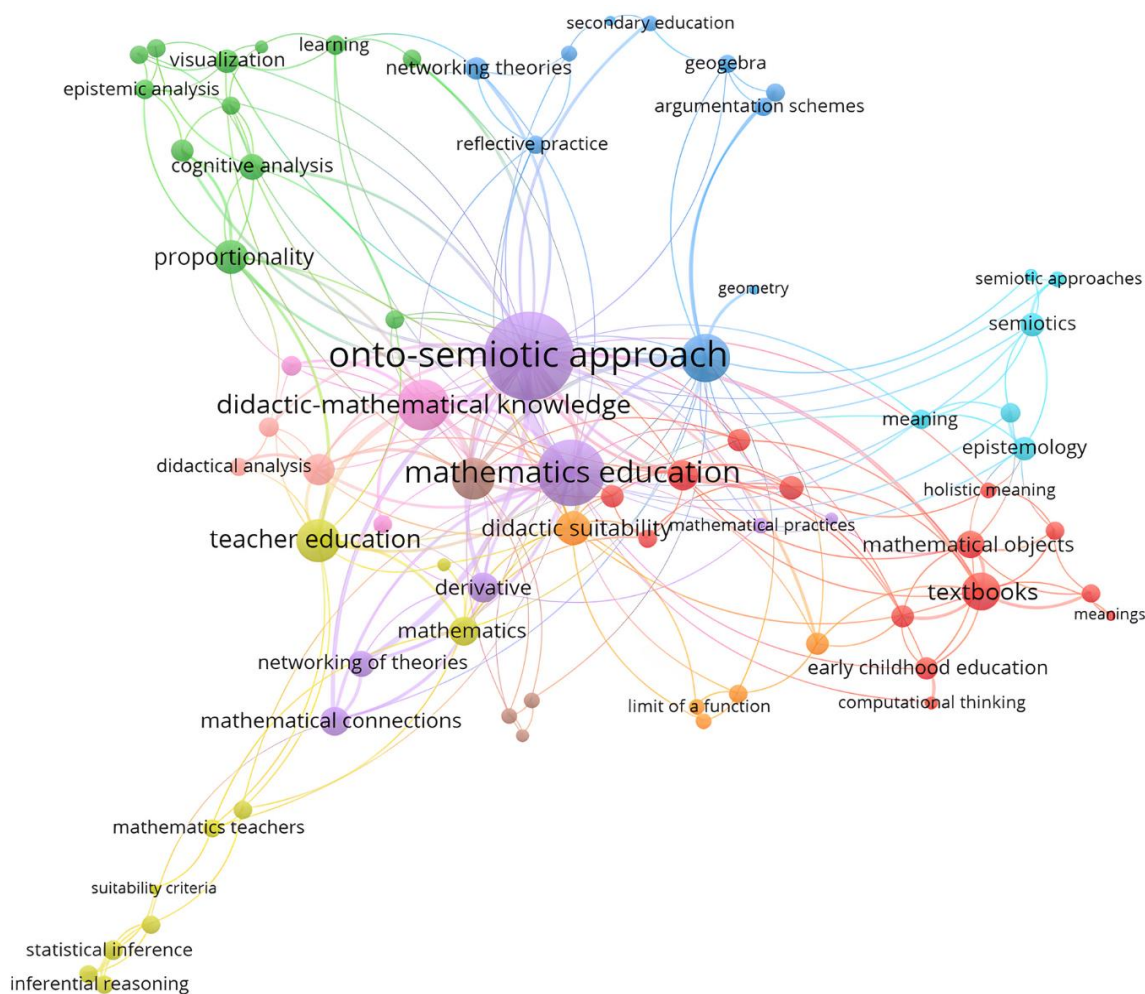 secondary education
learning
visualization
networking theories
geogebra
epistemic analysis
argumentation schemes
reflective practice
cognitive analysis
proportionality
semiotic approaches
geometry
semiotics
onto-semiotic approach
didactic-mathematical knowledge
meaning
epistemology
didactical analysis
mathematics education
holistic meaning
didactic suitability
mathematical practices
teacher education
mathematical objects
derivative
textbooks
meanings
mathematics
networking of theories
early childhood education
mathematical connections
limit of a function
computational thinking
mathematics teachers
suitability criteria
statistical inference
inferential reasoning